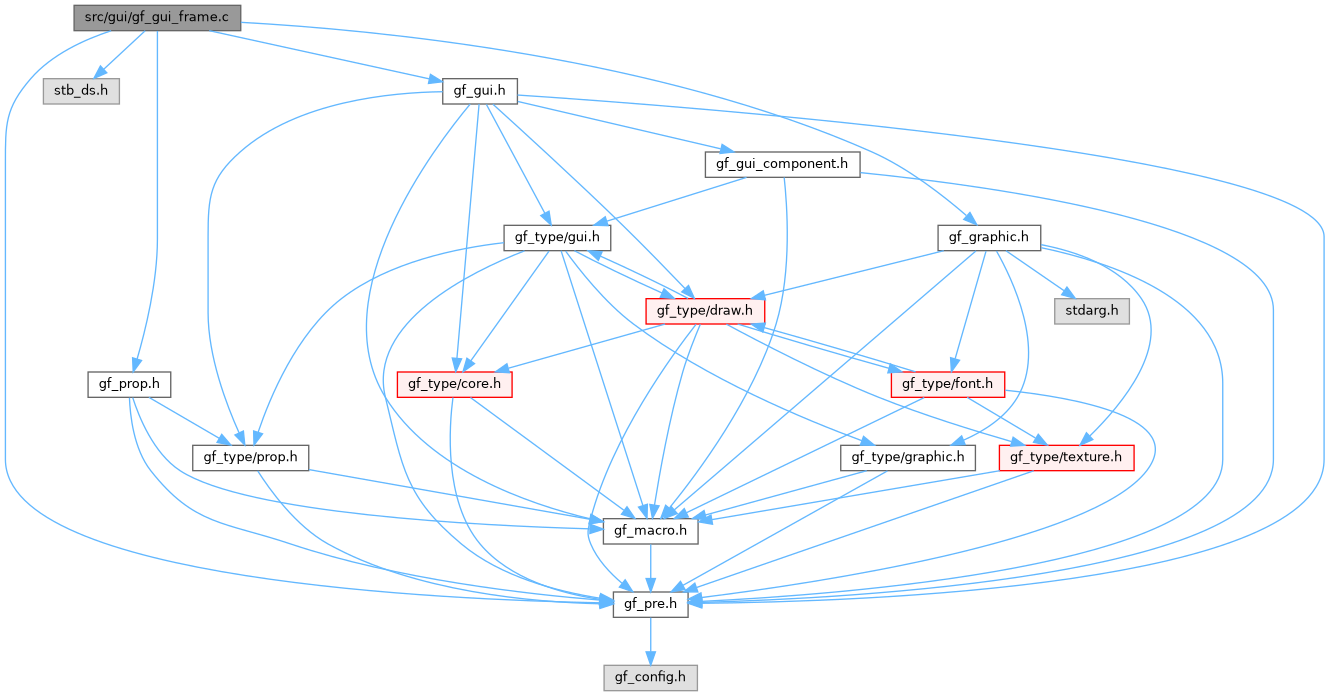 src/gui/gf_gui_frame.c
stb_ds.h
gf_gui.h
gf_gui_component.h
gf_type/gui.h
gf_graphic.h
gf_type/draw.h
stdarg.h
gf_prop.h
gf_type/core.h
gf_type/font.h
gf_type/prop.h
gf_type/graphic.h
gf_type/texture.h
gf_macro.h
gf_pre.h
gf_config.h